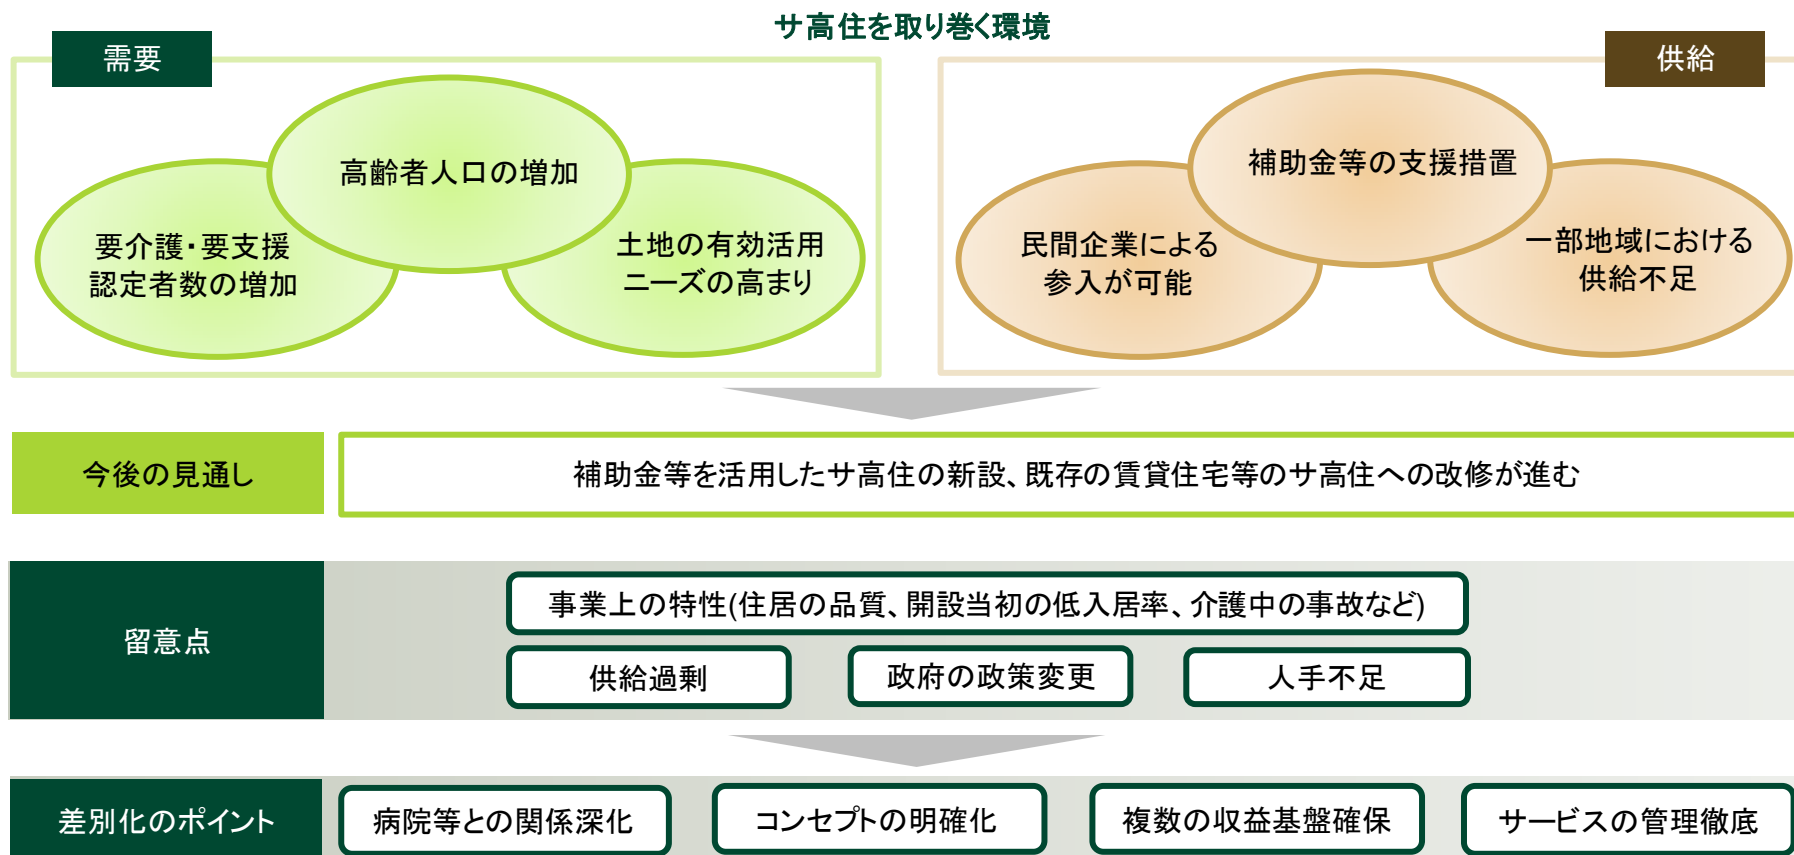 サ高住を取り巻く環境
需要
高齢者人口の増加
要介護・要支援
認定者数の増加
土地の有効活用
ニーズの高まり
供給
補助金等の支援措置
民間企業による
参入が可能
一部地域における
供給不足
今後の見通し
補助金等を活用したサ高住の新設、既存の賃貸住宅等のサ高住への改修が進む
留意点
事業上の特性(住居の品質、開設当初の低入居率、介護中の事故など)
供給過剰
政府の政策変更
人手不足
差別化のポイント
病院等との関係深化
コンセプトの明確化
複数の収益基盤確保
サービスの管理徹底